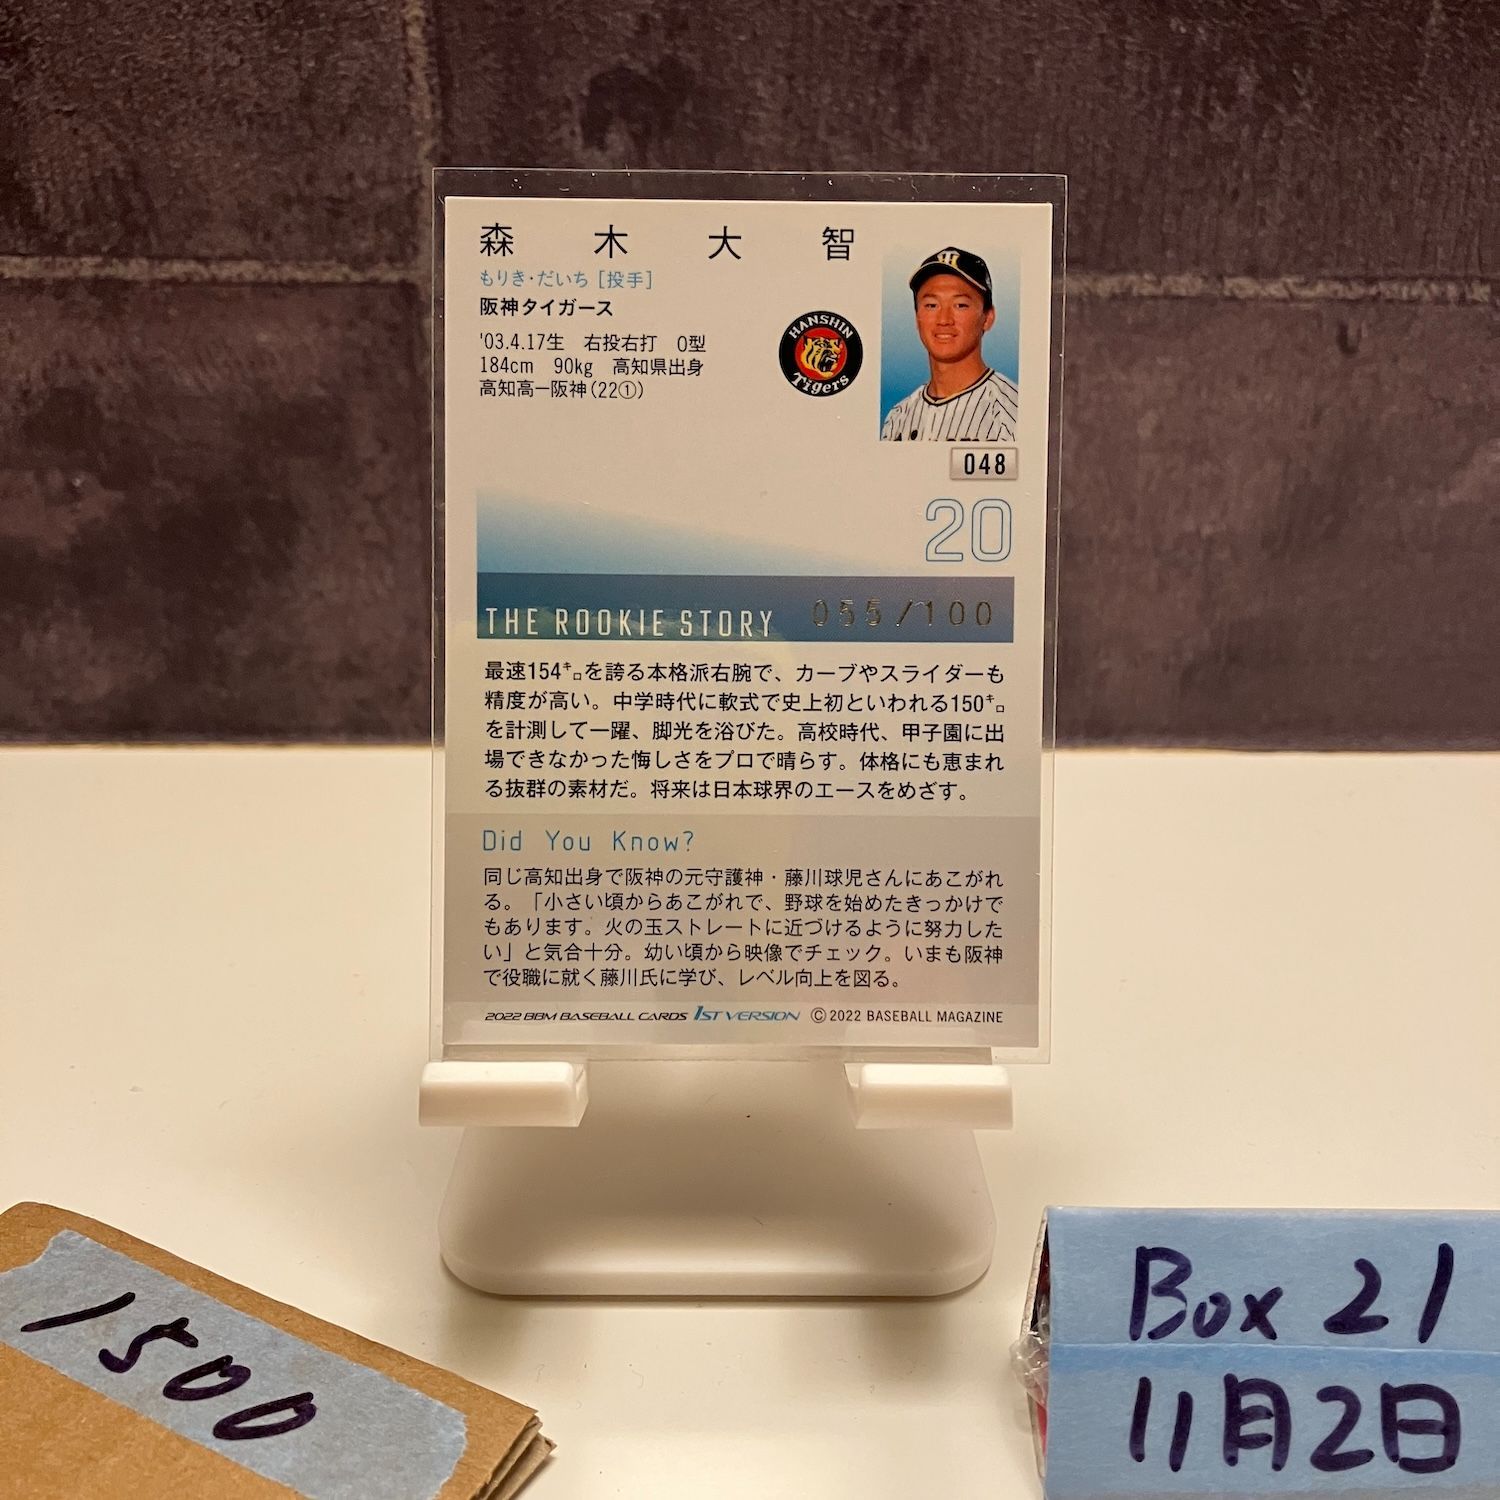 森木大智
もりき・だいち［投手］
阪神タイガース
'03.4.17生　右投右打　O型
184cm　90kg　高知県出身
高知高－阪神(22①)
HANSHIN
Tigers
048
20
THE ROOKIE STORY 055/100
最速154㌔を誇る本格派右腕で、カーブやスライダーも
精度が高い。中学時代に軟式で史上初といわれる150㌔
を計測して一躍、脚光を浴びた。高校時代、甲子園に出
場できなかった悔しさをプロで晴らす。体格にも恵まれ
る抜群の素材だ。将来は日本球界のエースをめざす。
Did You Know?
同じ高知出身で阪神の元守護神・藤川球児さんにあこがれ
る。「小さい頃からあこがれで、野球を始めたきっかけで
もあります。火の玉ストレートに近づけるように努力した
い」と気合十分。幼い頃から映像でチェック。いまも阪神
で役職に就く藤川氏に学び、レベル向上を図る。
2022 BBM BASEBALL CARDS 1ST VERSION ©2022 BASEBALL MAGAZINE
1500
Box 21
11月2日